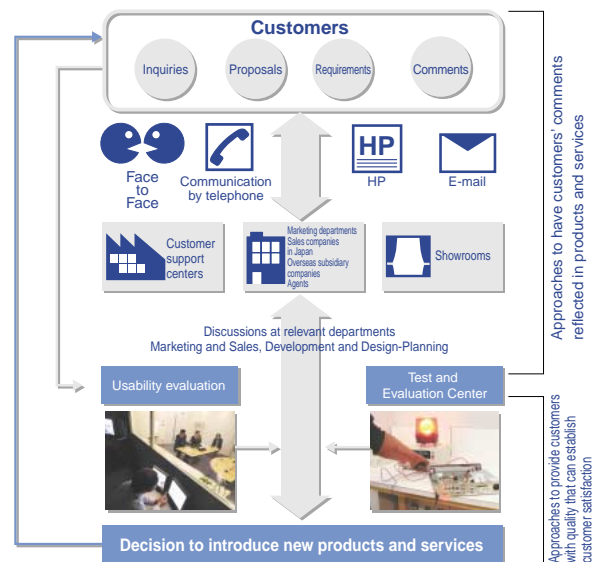 Customers
Inquiries
Proposals
Requirements
Comments
Face
to
Face
Communication
by telephone
HP
HP
E-mail
Customer
support
centers
Marketing departments
Sales companies
in Japan
Overseas subsidiary
companies
Agents
Showrooms
Discussions at relevant departments
Marketing and Sales, Development and Design-Planning
Usability evaluation
Test and
Evaluation Center
Decision to introduce new products and services
Approaches to have customers' comments
reflected in products and services
Approaches to provide customers
with quality that can establish
customer satisfaction